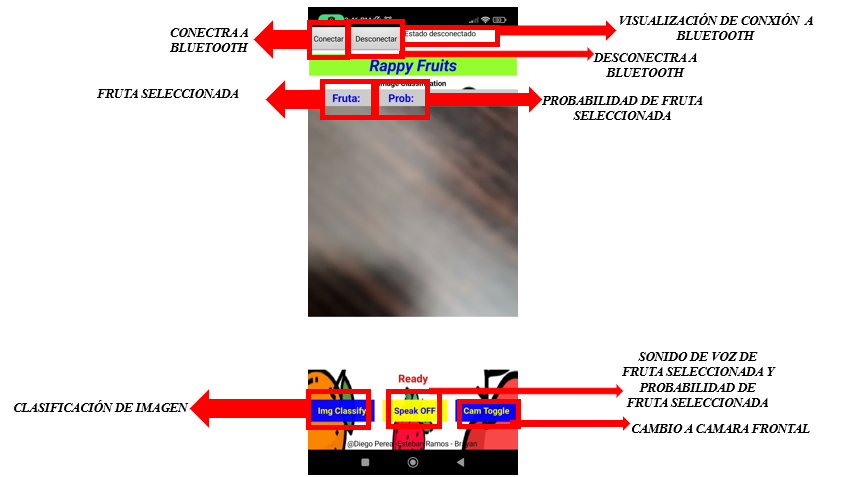 CONECTRA A
BLUETOOTH
VISUALIZACIÓN DE CONXIÓN A
BLUETOOTH
Conectar
Desconectar
Estado desconectado
DESCONECTRA A
BLUETOOTH
Rappy Fruits
Image Classification
FRUTA SELECCIONADA
Fruta:
Prob:
PROBABILIDAD DE FRUTA
SELECCIONADA
Ready
SONIDO DE VOZ DE
FRUTA SELECCIONADA Y
PROBABILIDAD DE
FRUTA SELECCIONADA
CLASIFICACIÓN DE IMAGEN
Img Classify
Speak OFF
Cam Toggle
CAMBIO A CAMARA FRONTAL
@Diego Perea Esteban Ramos -